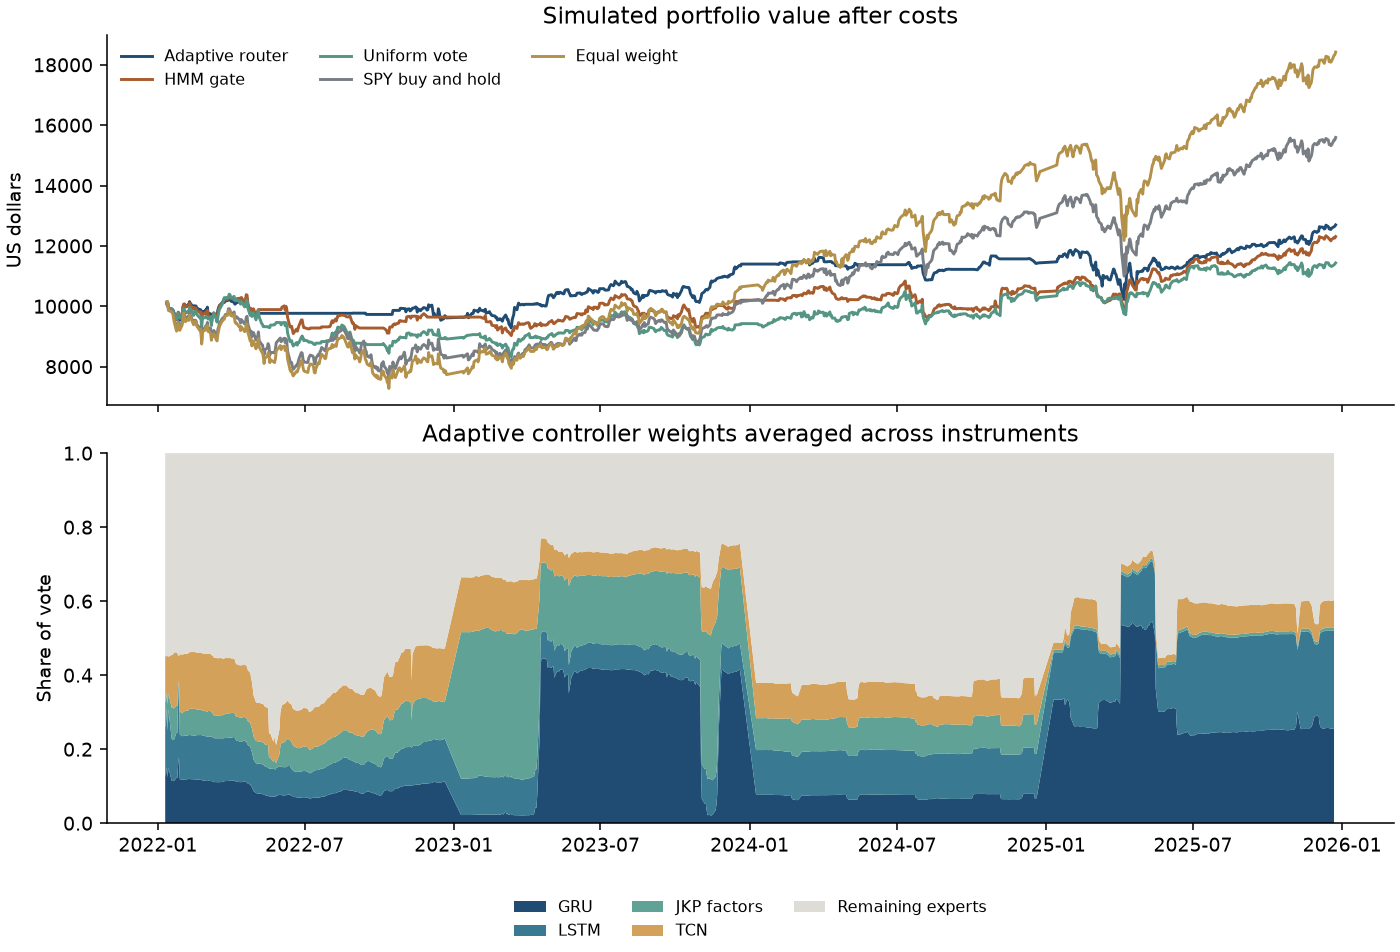 Simulated portfolio value after costs
Adaptive router
Uniform vote
Equal weight
HMM gate
SPY buy and hold
US dollars
18000
16000
14000
12000
10000
8000
Adaptive controller weights averaged across instruments
Share of vote
1.0
0.8
0.6
0.4
0.2
0.0
2022-01 2022-07 2023-01 2023-07 2024-01 2024-07 2025-01 2025-07 2026-01
GRU
JKP factors
Remaining experts
LSTM
TCN